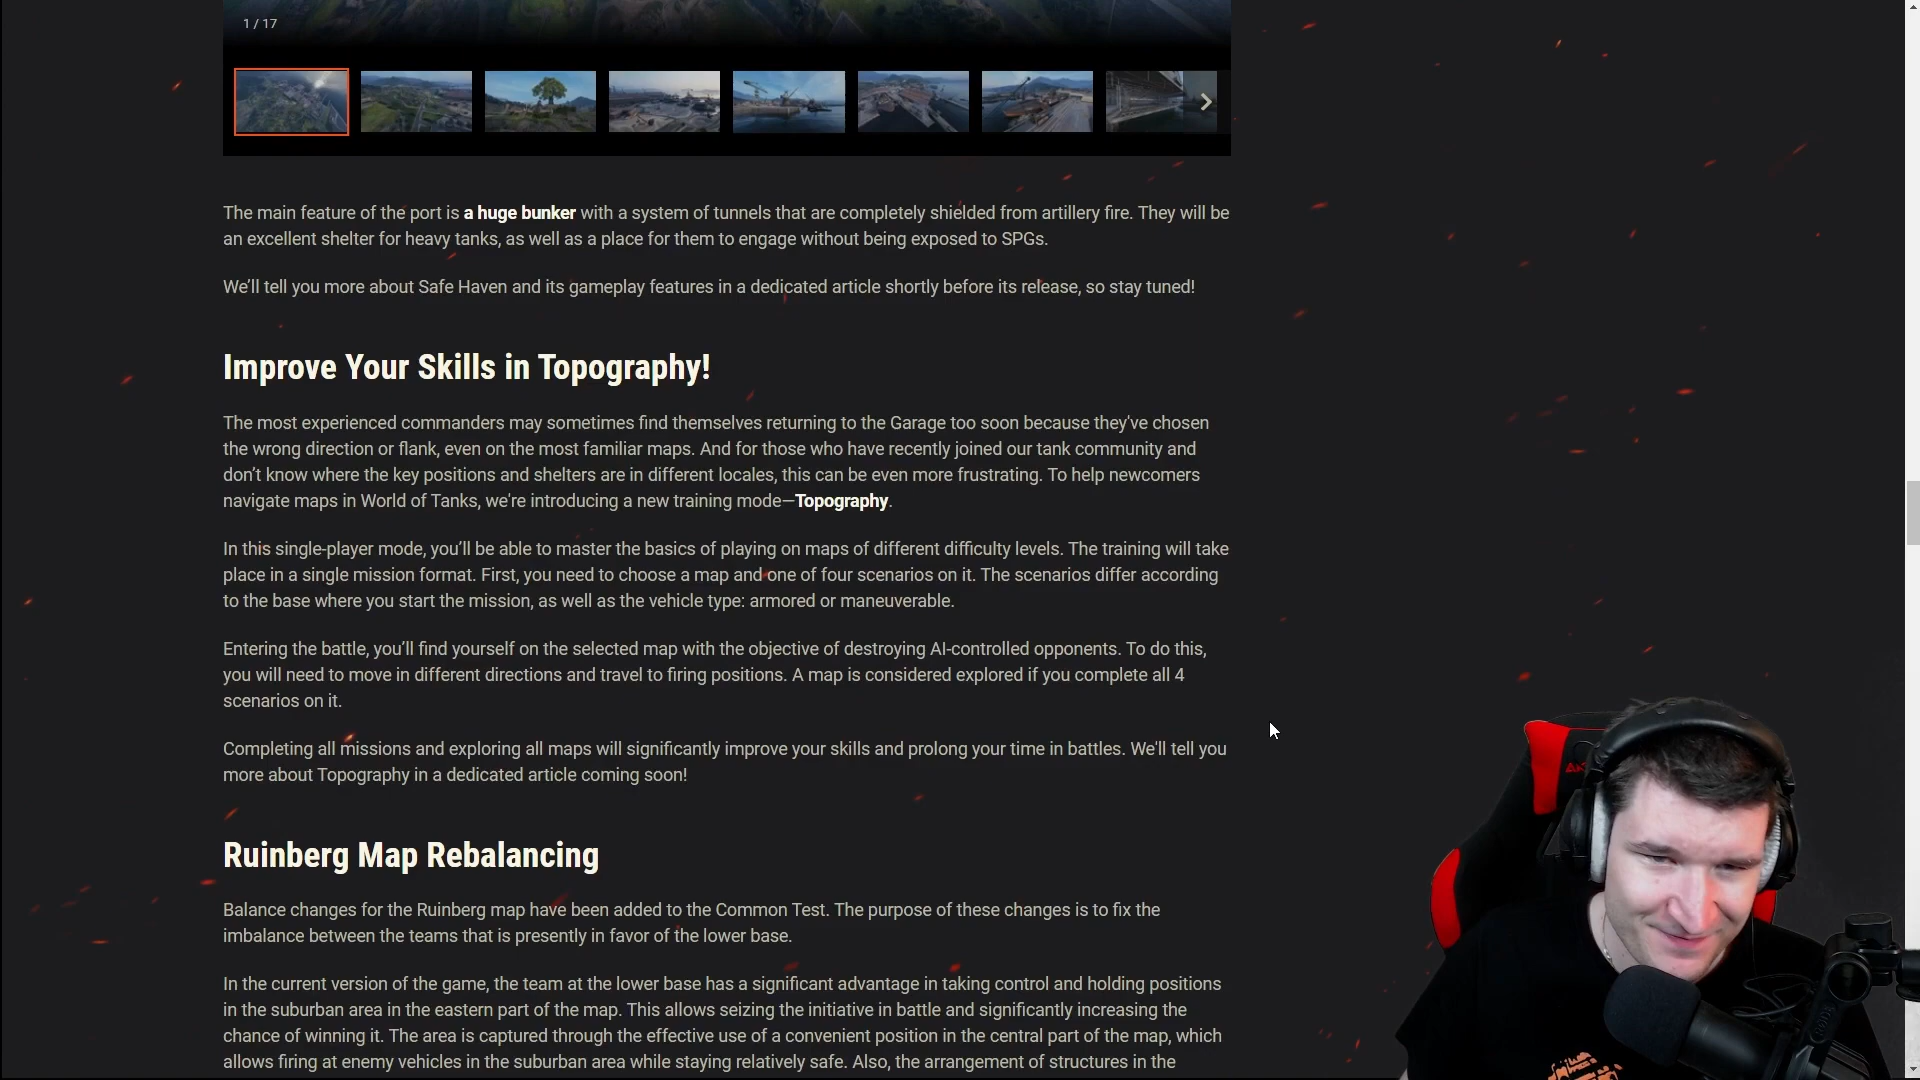 1 / 17
The main feature of the port is a huge bunker with a system of tunnels that are completely shielded from artillery fire. They will be
an excellent shelter for heavy tanks, as well as a place for them to engage without being exposed to SPGs.
We’ll tell you more about Safe Haven and its gameplay features in a dedicated article shortly before its release, so stay tuned!
Improve Your Skills in Topography!
The most experienced commanders may sometimes find themselves returning to the Garage too soon because they've chosen
the wrong direction or flank, even on the most familiar maps. And for those who have recently joined our tank community and
don’t know where the key positions and shelters are in different locales, this can be even more frustrating. To help newcomers
navigate maps in World of Tanks, we're introducing a new training mode—Topography.
In this single-player mode, you’ll be able to master the basics of playing on maps of different difficulty levels. The training will take
place in a single mission format. First, you need to choose a map and one of four scenarios on it. The scenarios differ according
to the base where you start the mission, as well as the vehicle type: armored or maneuverable.
Entering the battle, you’ll find yourself on the selected map with the objective of destroying AI-controlled opponents. To do this,
you will need to move in different directions and travel to firing positions. A map is considered explored if you complete all 4
scenarios on it.
Completing all missions and exploring all maps will significantly improve your skills and prolong your time in battles. We'll tell you
more about Topography in a dedicated article coming soon!
Ruinberg Map Rebalancing
Balance changes for the Ruinberg map have been added to the Common Test. The purpose of these changes is to fix the
imbalance between the teams that is presently in favor of the lower base.
In the current version of the game, the team at the lower base has a significant advantage in taking control and holding positions
in the suburban area in the eastern part of the map. This allows seizing the initiative in battle and significantly increasing the
chance of winning it. The area is captured through the effective use of a convenient position in the central part of the map, which
allows firing at enemy vehicles in the suburban area while staying relatively safe. Also, the arrangement of structures in the